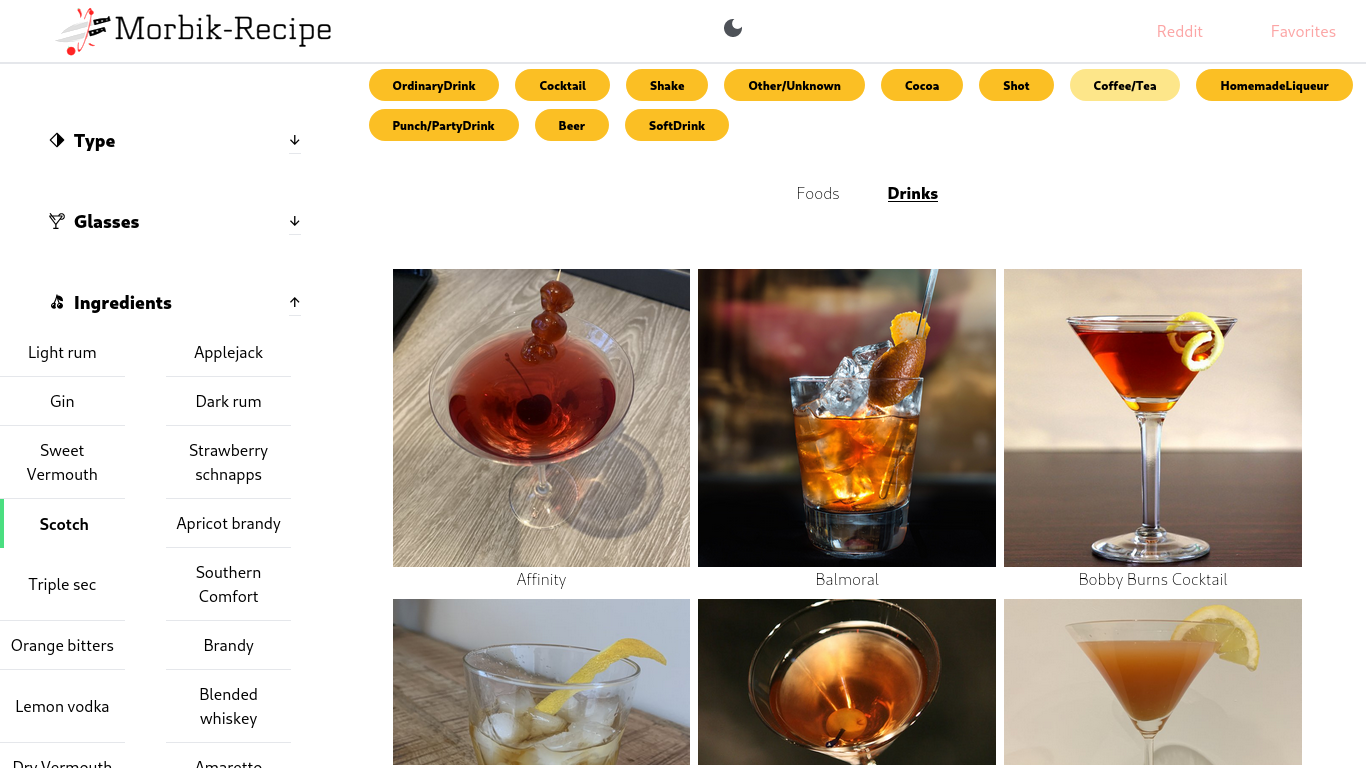 Morbik-Recipe
Reddit
Favorites
OrdinaryDrink
Cocktail
Shake
Other/Unknown
Cocoa
Shot
Coffee/Tea
HomemadeLiqueur
Punch/PartyDrink
Beer
SoftDrink
Type
Glasses
Ingredients
Light rum
Applejack
Gin
Dark rum
Sweet
Vermouth
Strawberry
schnapps
Scotch
Apricot brandy
Triple sec
Southern
Comfort
Orange bitters
Brandy
Lemon vodka
Blended
whiskey
Dry Vermouth
Amaretto
Foods
Drinks
Affinity
Balmoral
Bobby Burns Cocktail